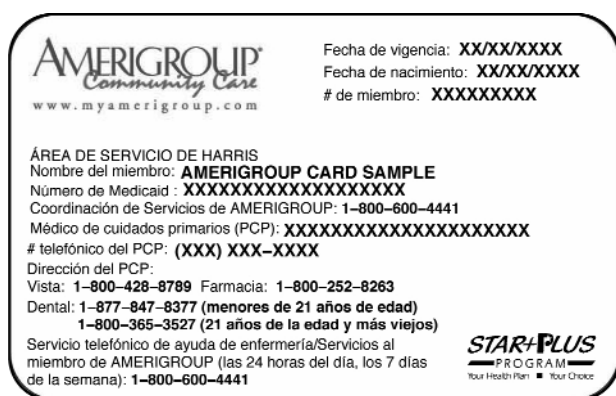 AMERIGROUP®
Community Care
www.myamerigroup.com
Fecha de vigencia: XX/XX/XXXX
Fecha de nacimiento: XX/XX/XXXX
# de miembro: XXXXXXXXX
ÁREA DE SERVICIO DE HARRIS
Nombre del miembro: AMERIGROUP CARD SAMPLE
Número de Medicaid : XXXXXXXXXXXXXXXXXXX
Coordinación de Servicios de AMERIGROUP: 1–800–600–4441
Médico de cuidados primarios (PCP): XXXXXXXXXXXXXXXXXXXXX
# telefónico del PCP: (XXX) XXX–XXXX
Dirección del PCP:
Vista: 1–800–428–8789 Farmacia: 1–800–252–8263
Dental: 1–877–847–8377 (menores de 21 años de edad)
1–800–365–3527 (21 años de la edad y más viejos)
Servicio telefónico de ayuda de enfermería/Servicios al
miembro de AMERIGROUP (las 24 horas del día, los 7 días
de la semana): 1–800–600–4441
STAR+PLUS
PROGRAM
Your Health Plan ■ Your Choice